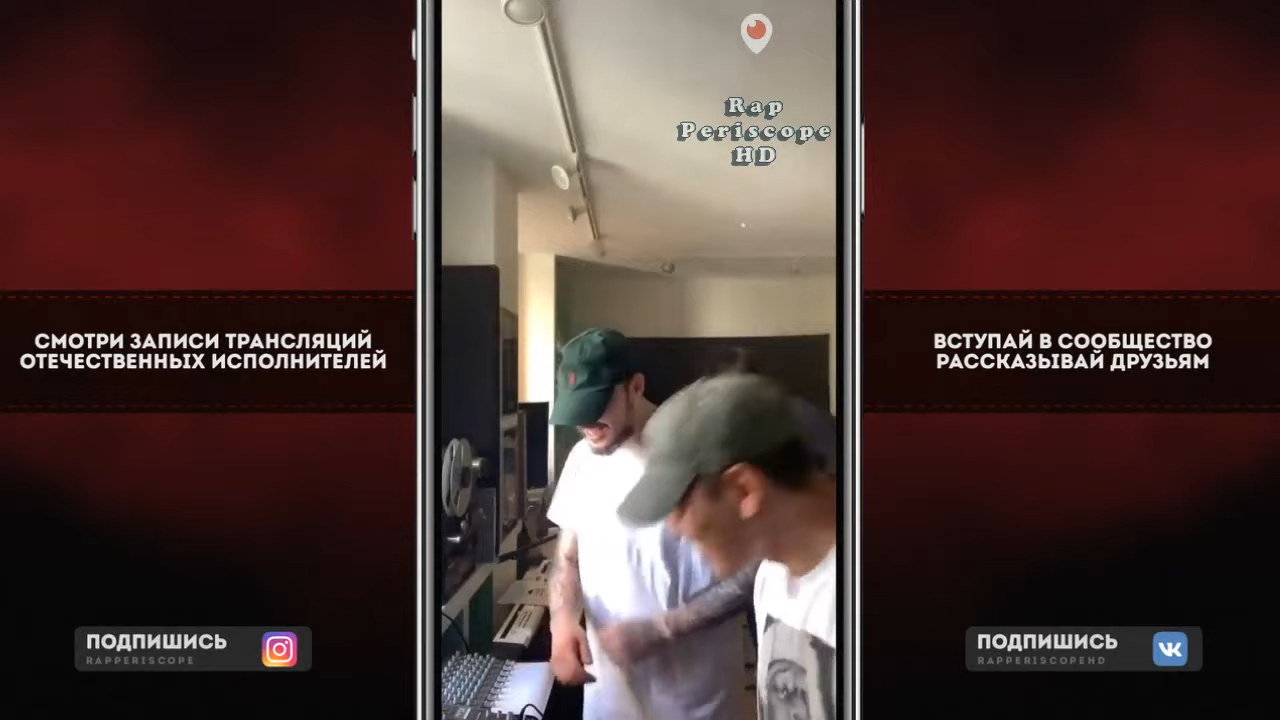 Rap
Periscope
HD
СМОТРИ ЗАПИСИ ТРАНСЛЯЦИЙ
ОТЕЧЕСТВЕННЫХ ИСПОЛНИТЕЛЕЙ
ВСТУПАЙ В СООБЩЕСТВО
РАССКАЗЫВАЙ ДРУЗЬЯМ
ПОДПИШИСЬ
RAPPERISCOPE
ПОДПИШИСЬ
RAPPERISCOPEHD